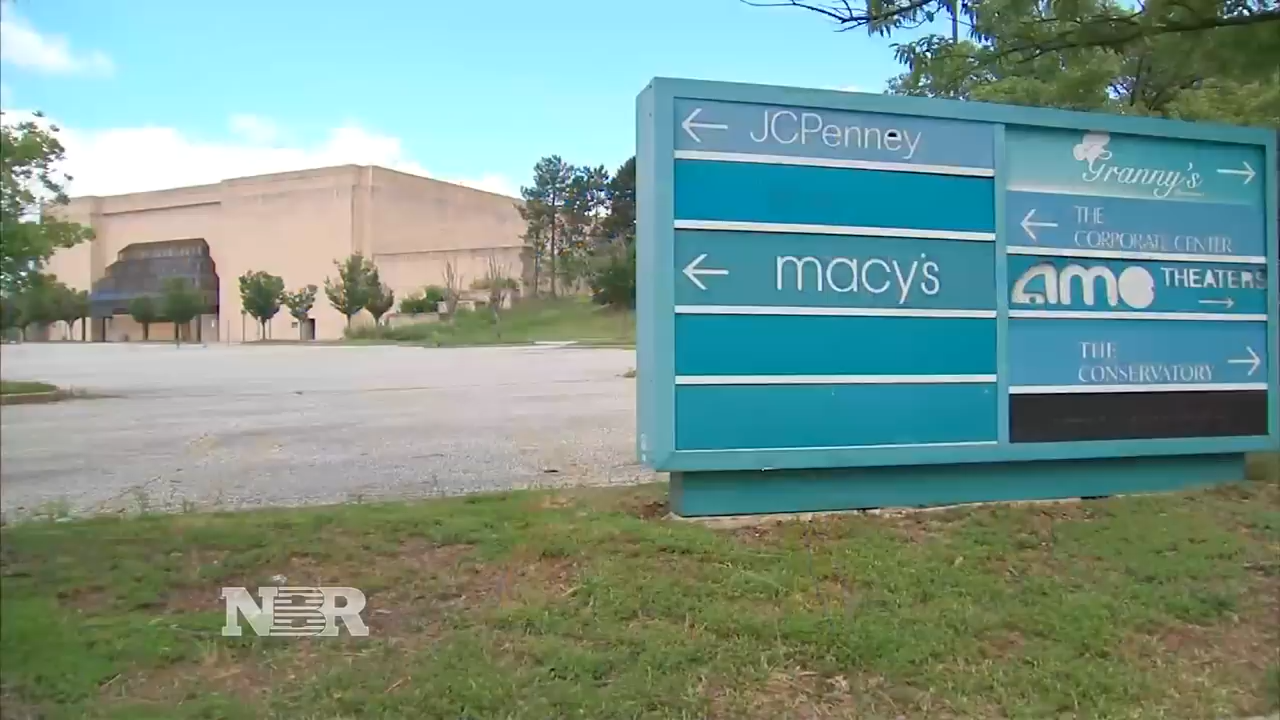 JCPenney
macy's
Granny's
THE
CORPORATE CENTER
amc THEATERS
THE
CONSERVATORY
NBR